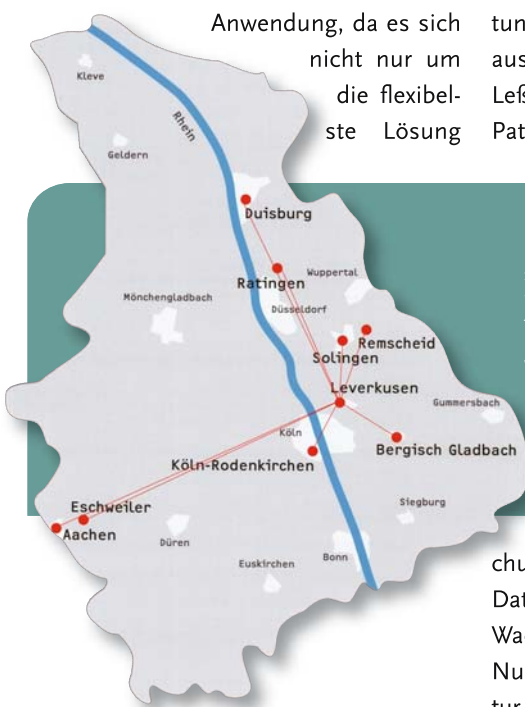 Anwendung, da es sich
nicht nur um
die flexibel-
ste Lösung
tun
aus
Leß
Pat
Kleve
Rhein
Geldern
Duisburg
Ratingen
Wuppertal
Mönchengladbach
Düsseldorf
Remscheid
Solingen
Leverkusen
Gummersbach
Köln
Bergisch Gladbach
Köln-Rodenkirchen
Eschweiler
Siegburg
Aachen
Düren
Bonn
Euskirchen
chu
Dat
Wa
Nu
tur